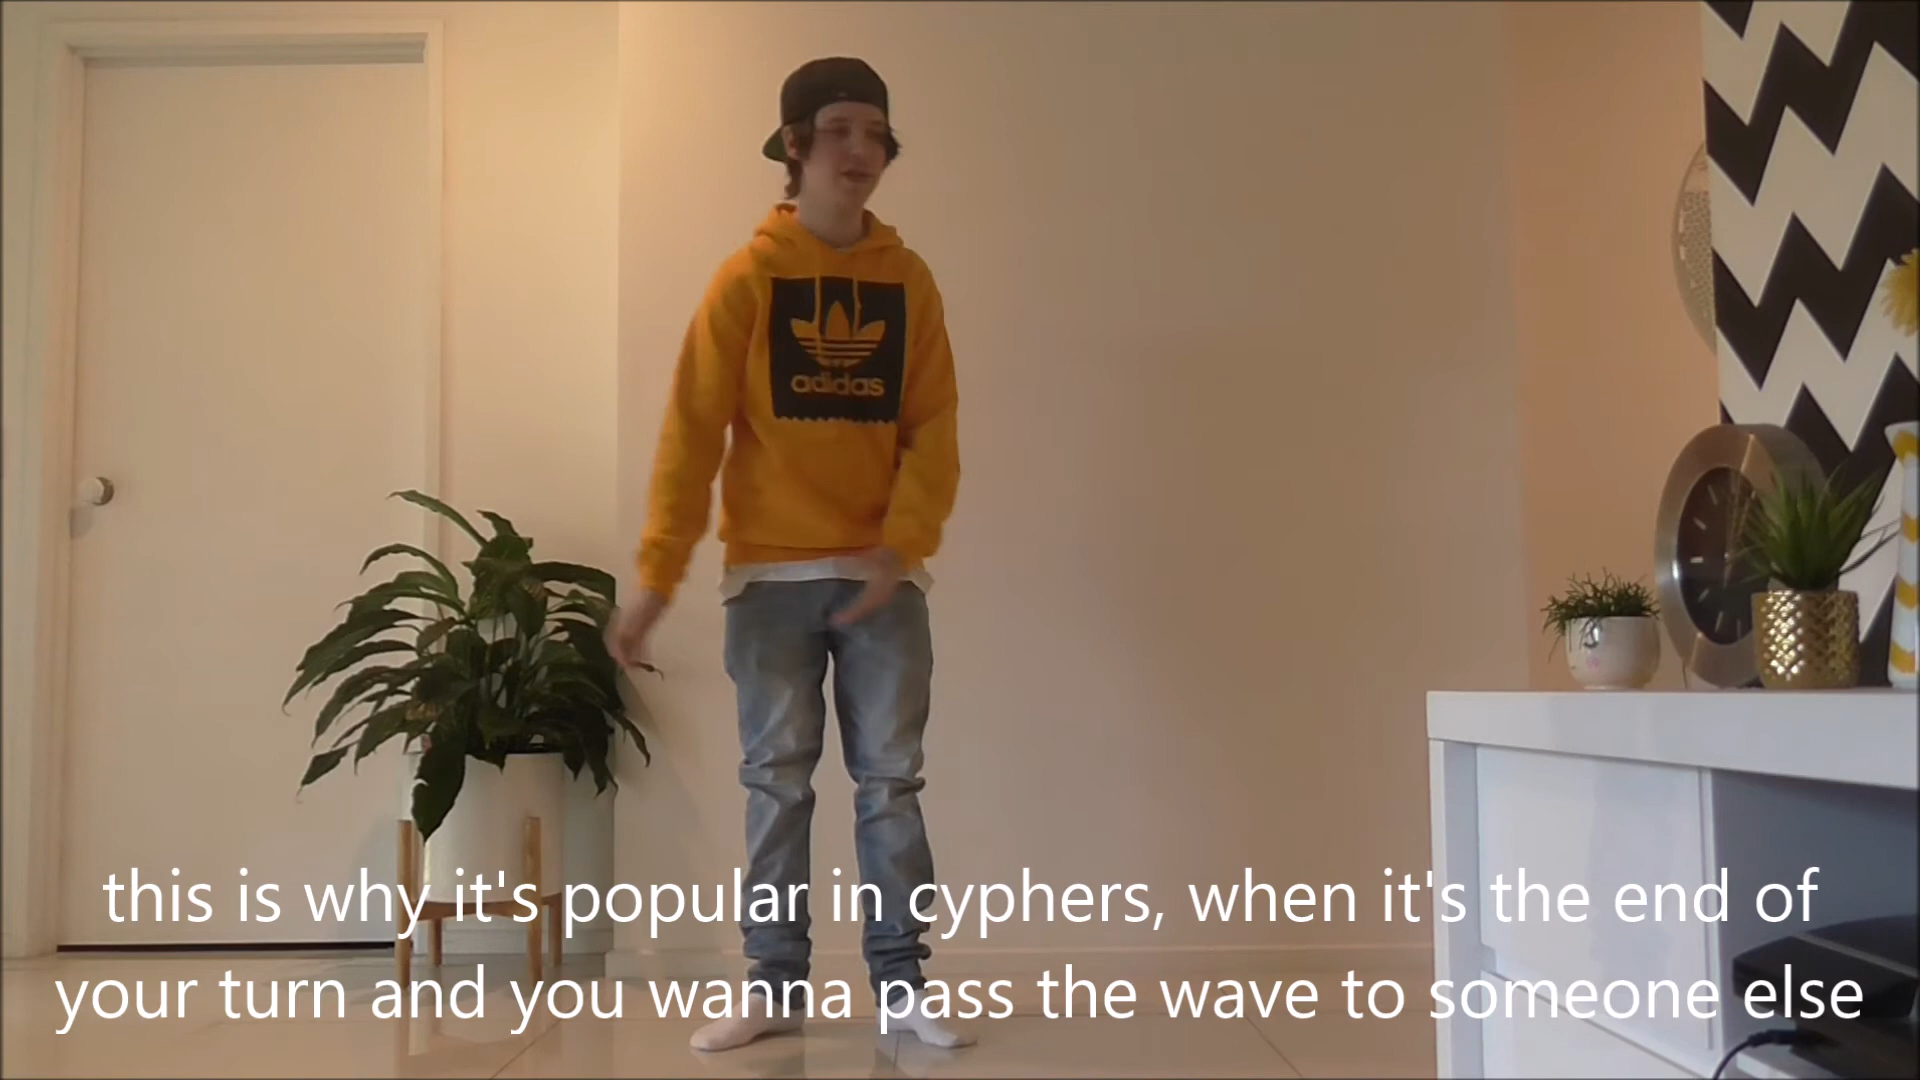 adidas
this is why it's popular in cyphers, when it's the end of
your turn and you wanna pass the wave to someone else